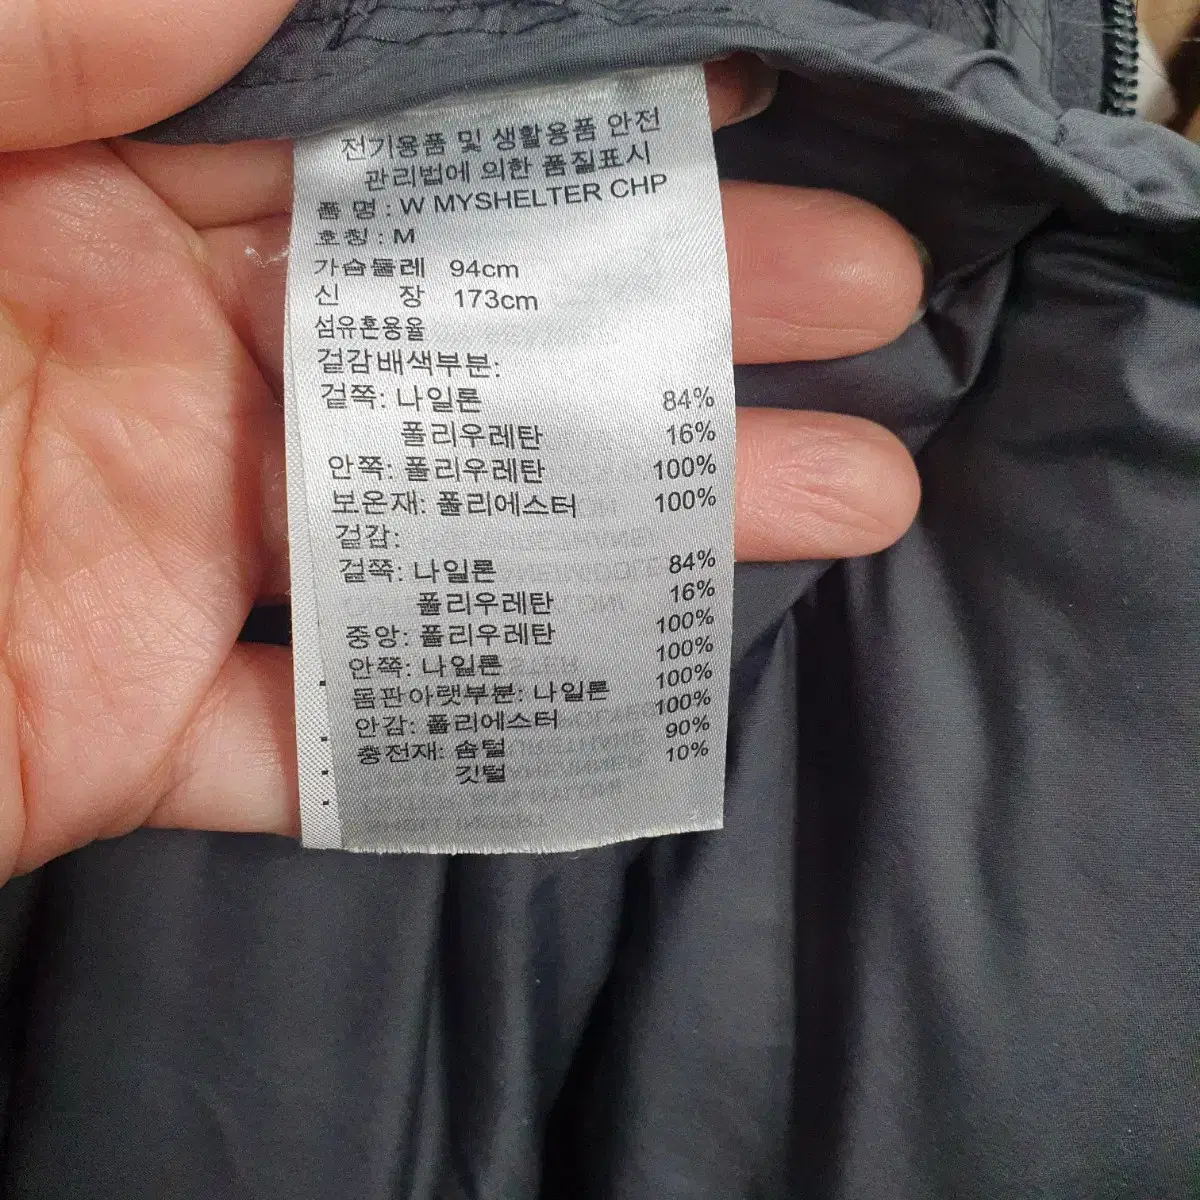 전기용품 및 생활용품 안전
관리법에 의한 품질표시
품 명 : W MYSHELTER CHP
호칭 : M
가슴둘레 94cm
신 장 173cm
섬유혼용율
겉감배색부분:
겉쪽: 나일론 84%
폴리우레탄 16%
안쪽: 폴리우레탄 100%
보온재: 폴리에스터 100%
겉감:
겉쪽: 나일론 84%
폴리우레탄 16%
중앙: 폴리우레탄 100%
안쪽: 나일론 100%
몸판아랫부분: 나일론 100%
안감: 폴리에스터 100%
충전재: 솜털 90%
깃털 10%